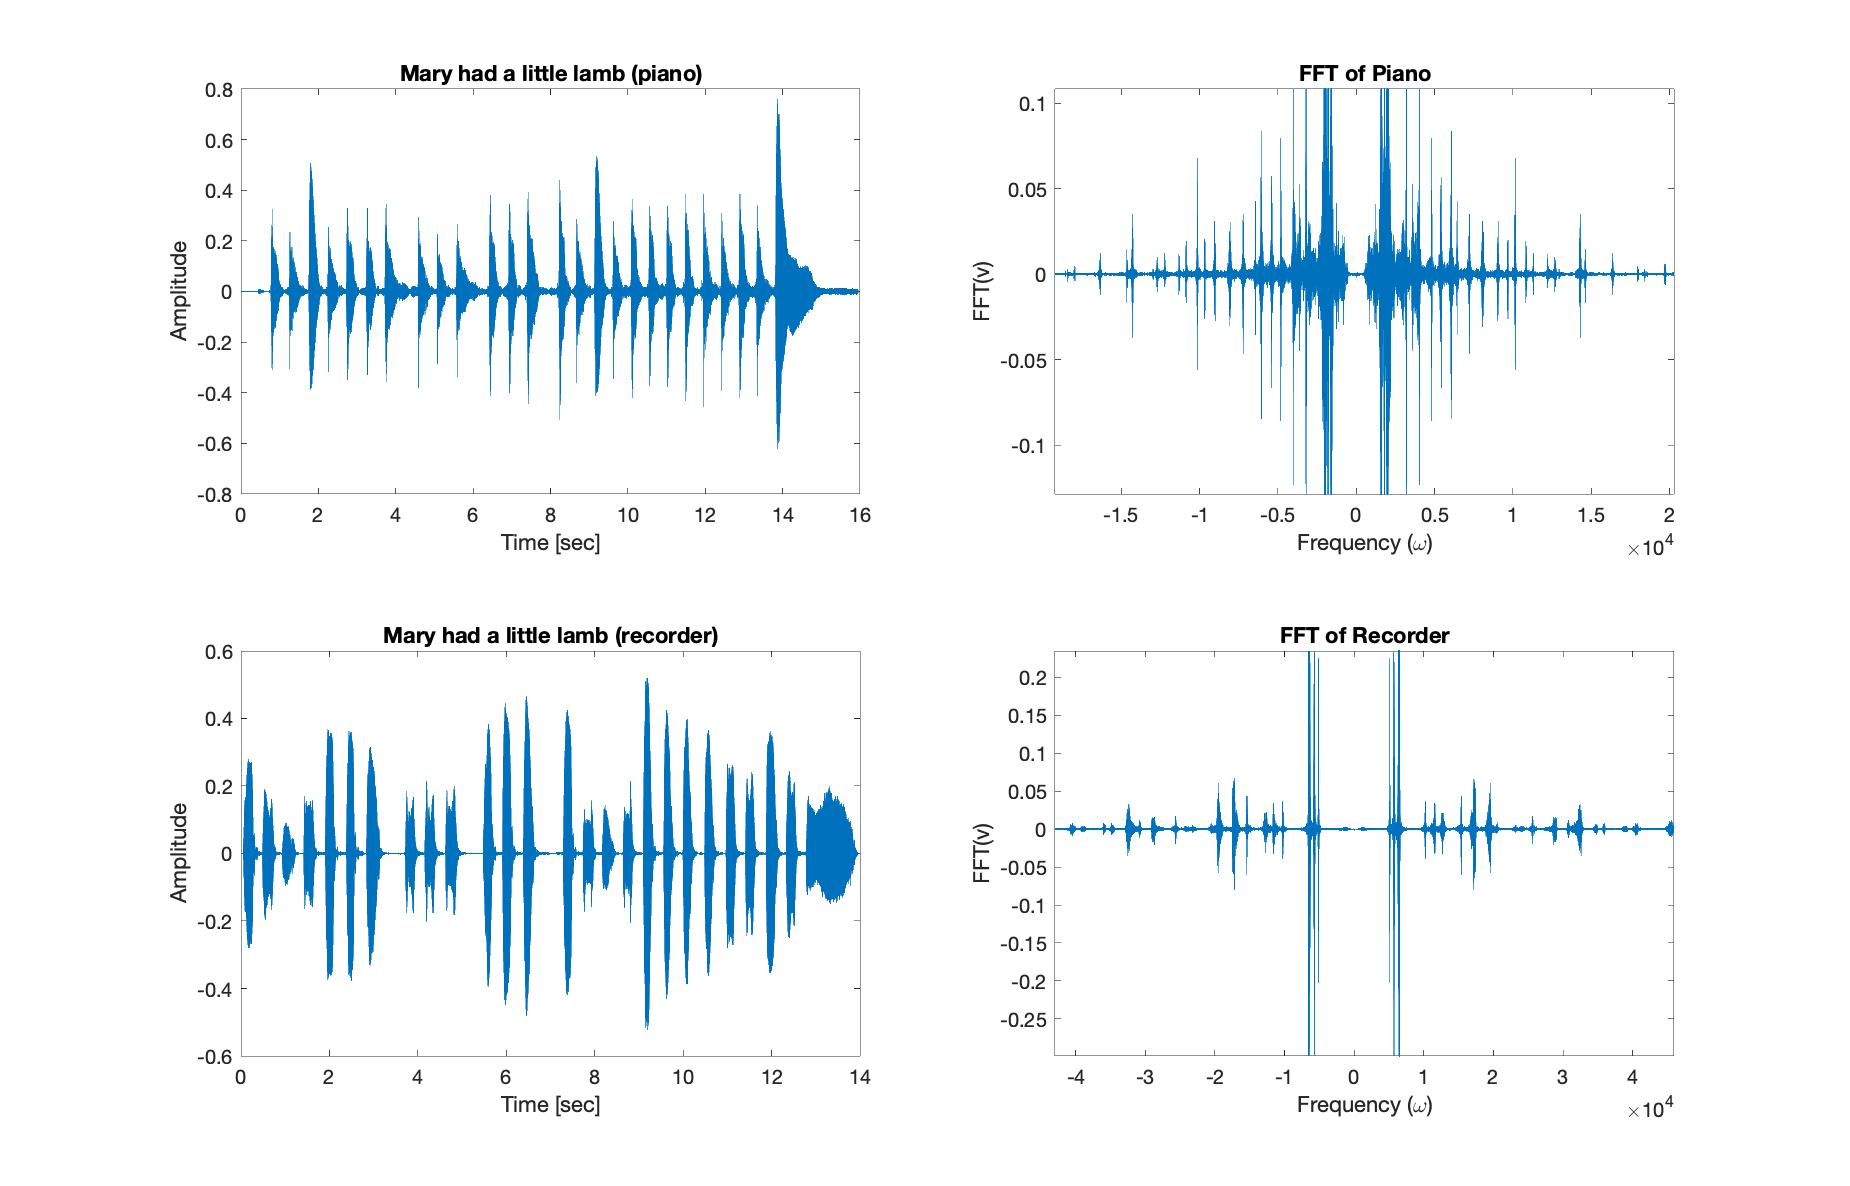 Mary had a little lamb (piano)
0.8
0.6
0.4
0.2
0
-0.2
-0.4
-0.6
-0.8
Amplitude
0 2 4 6 8 10 12 14 16
Time [sec]
FFT of Piano
0.1
0.05
0
-0.05
-0.1
FFT(v)
-1.5 -1 -0.5 0 0.5 1 1.5 2
Frequency (ω)
×10⁴
Mary had a little lamb (recorder)
0.6
0.4
0.2
0
-0.2
-0.4
-0.6
Amplitude
0 2 4 6 8 10 12 14
Time [sec]
FFT of Recorder
0.2
0.15
0.1
0.05
0
-0.05
-0.1
-0.15
-0.2
-0.25
FFT(v)
-4 -3 -2 -1 0 1 2 3 4
Frequency (ω)
×10⁴